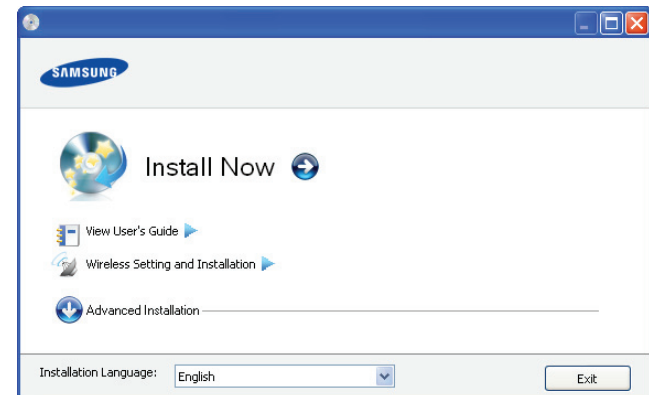 SAMSUNG
Install Now
View User's Guide
Wireless Setting and Installation
Advanced Installation
Installation Language: English Exit